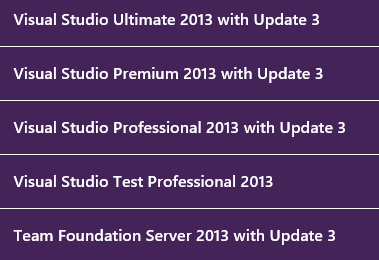 Visual Studio Ultimate 2013 with Update 3
Visual Studio Premium 2013 with Update 3
Visual Studio Professional 2013 with Update 3
Visual Studio Test Professional 2013
Team Foundation Server 2013 with Update 3